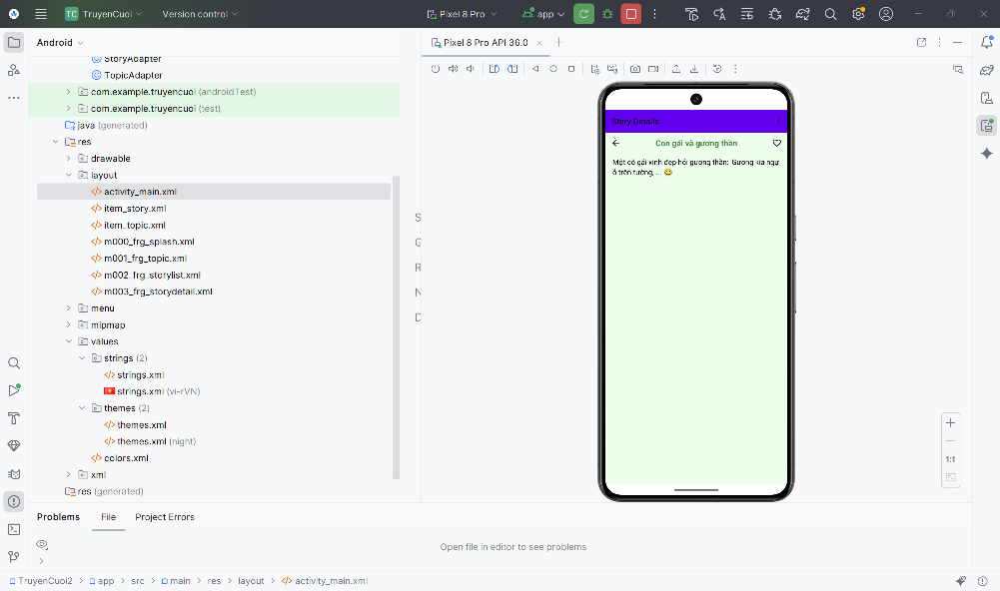 TC TruyenCuoi Version control Pixel 8 Pro app
Android
Pixel 8 Pro API 36.0
StoryAdapter
TopicAdapter
com.example.truyencuoi (androidTest)
com.example.truyencuoi (test)
java (generated)
res
drawable
layout
activity_main.xml
item_story.xml
item_topic.xml
m000_frg_splash.xml
m001_frg_topic.xml
m002_frg_storylist.xml
m003_frg_storydetail.xml
menu
mipmap
values
strings (2)
strings.xml
strings.xml (vi-rVN)
themes (2)
themes.xml
themes.xml (night)
colors.xml
xml
res (generated)
S
G
R
N
D
Story Details
Con gái và gương thần
Một cô gái xinh đẹp hỏi gương thần: Gương kia ngự
ở trên tường, ... 😄
1:1
Problems File Project Errors
Open file in editor to see problems
TruyenCuoi2 > app > src > main > res > layout > activity_main.xml